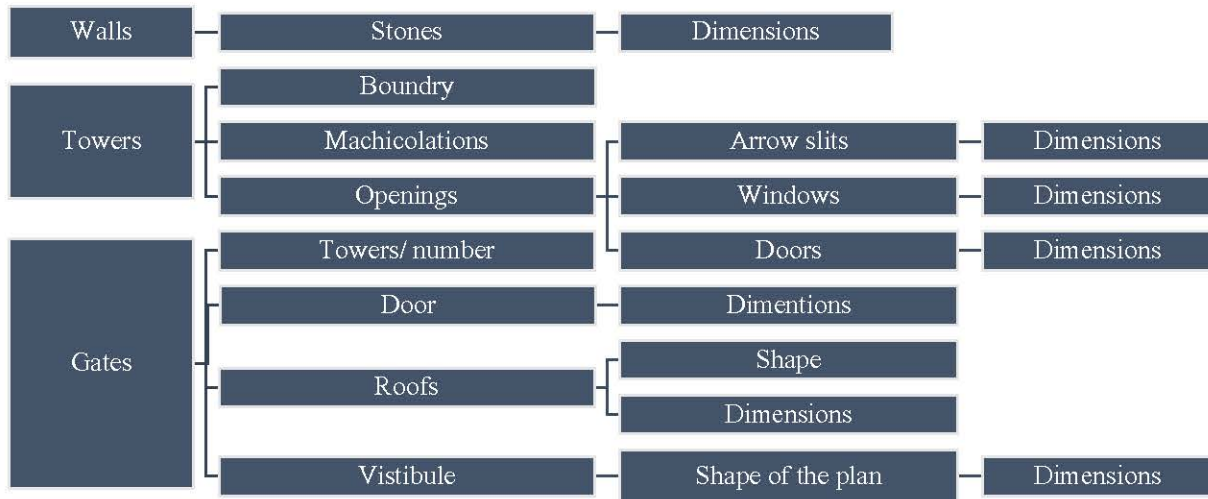 Walls
Stones
Dimensions
Towers
Boundry
Machicolations
Openings
Arrow slits
Dimensions
Windows
Dimensions
Doors
Dimensions
Gates
Towers/ number
Door
Dimentions
Roofs
Shape
Dimensions
Vistibule
Shape of the plan
Dimensions